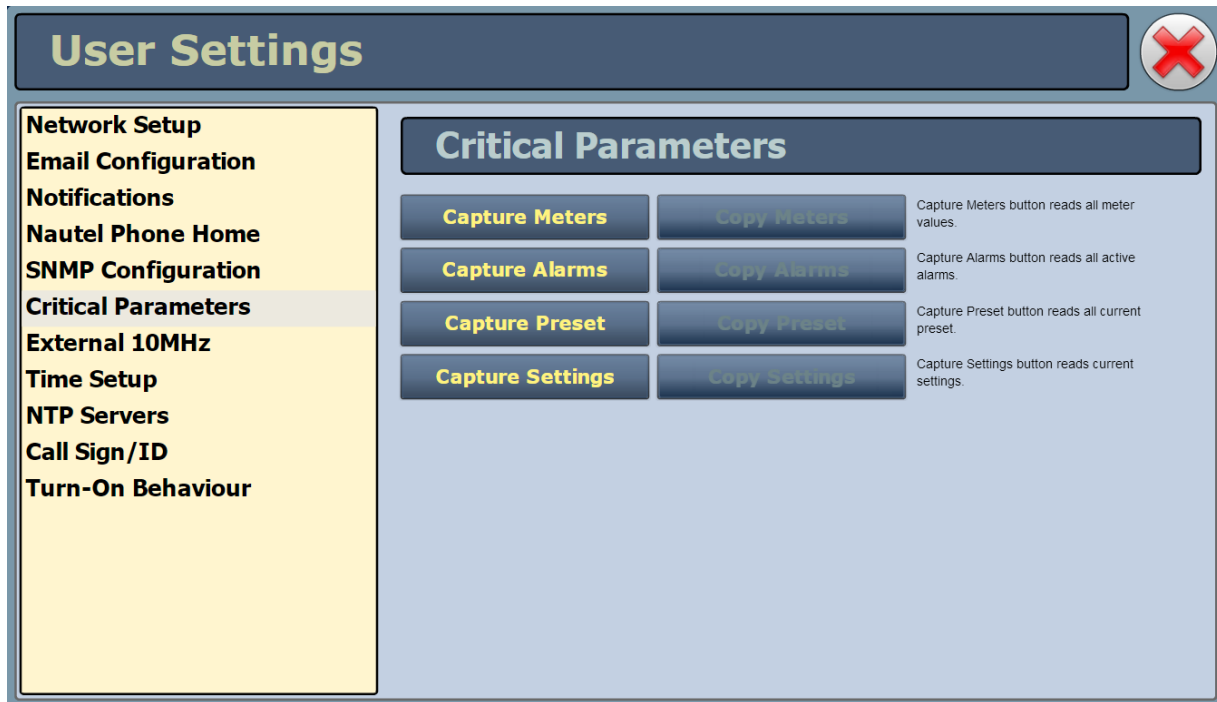 User Settings
Network Setup
Email Configuration
Notifications
Nautel Phone Home
SNMP Configuration
Critical Parameters
External 10MHz
Time Setup
NTP Servers
Call Sign/ID
Turn-On Behaviour
Critical Parameters
Capture Meters
Copy Meters
Capture Meters button reads all meter
values.
Capture Alarms
Copy Alarms
Capture Alarms button reads all active
alarms.
Capture Preset
Copy Preset
Capture Preset button reads all current
preset.
Capture Settings
Copy Settings
Capture Settings button reads current
settings.